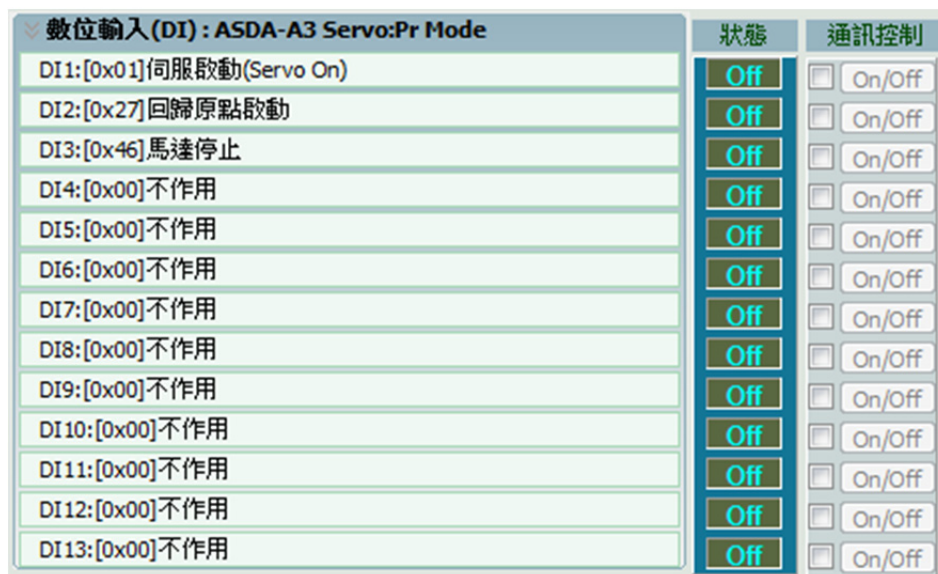 數位輸入(DI) : ASDA-A3 Servo:Pr Mode 狀態 通訊控制
DI1:[0x01]伺服啟動(Servo On) Off On/Off
DI2:[0x27]回歸原點啟動 Off On/Off
DI3:[0x46]馬達停止 Off On/Off
DI4:[0x00]不作用 Off On/Off
DI5:[0x00]不作用 Off On/Off
DI6:[0x00]不作用 Off On/Off
DI7:[0x00]不作用 Off On/Off
DI8:[0x00]不作用 Off On/Off
DI9:[0x00]不作用 Off On/Off
DI10:[0x00]不作用 Off On/Off
DI11:[0x00]不作用 Off On/Off
DI12:[0x00]不作用 Off On/Off
DI13:[0x00]不作用 Off On/Off